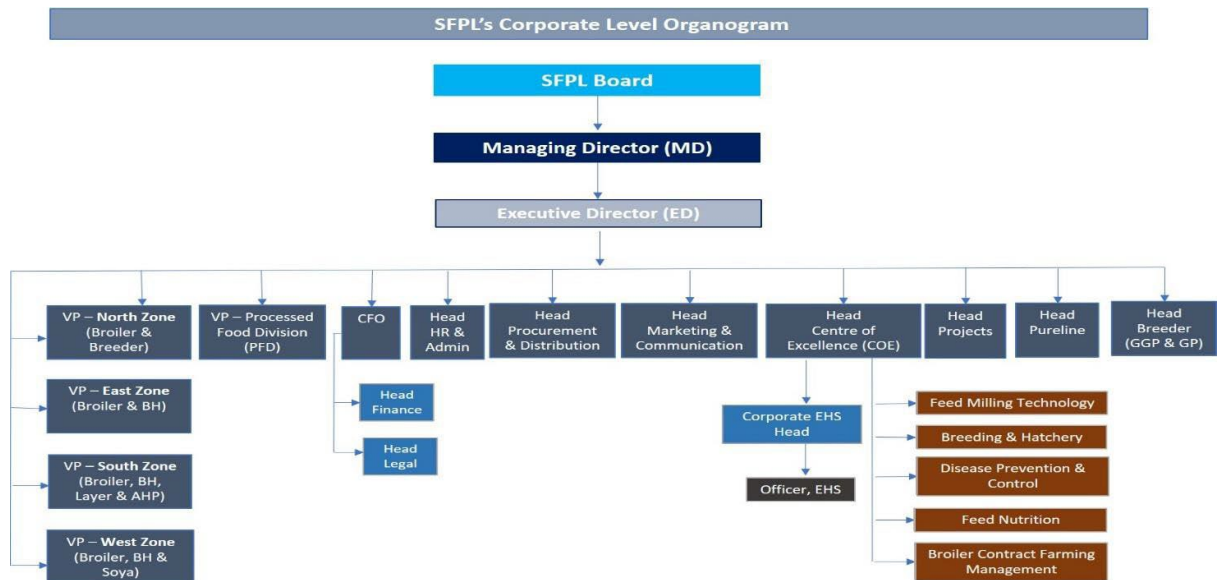 SFPL's Corporate Level Organogram
SFPL Board
Managing Director (MD)
Executive Director (ED)
VP – North Zone
(Broiler &
Breeder)
VP – Processed
Food Division
(PFD)
CFO
Head
HR &
Admin
Head
Procurement
& Distribution
Head
Marketing &
Communication
Head
Centre of
Excellence (COE)
Head
Projects
Head
Pureline
Head
Breeder
(GGP & GP)
VP – East Zone
(Broiler & BH)
VP – South Zone
(Broiler, BH,
Layer & AHP)
VP – West Zone
(Broiler, BH &
Soya)
Head
Finance
Head
Legal
Corporate EHS
Head
Officer, EHS
Feed Milling Technology
Breeding & Hatchery
Disease Prevention &
Control
Feed Nutrition
Broiler Contract Farming
Management